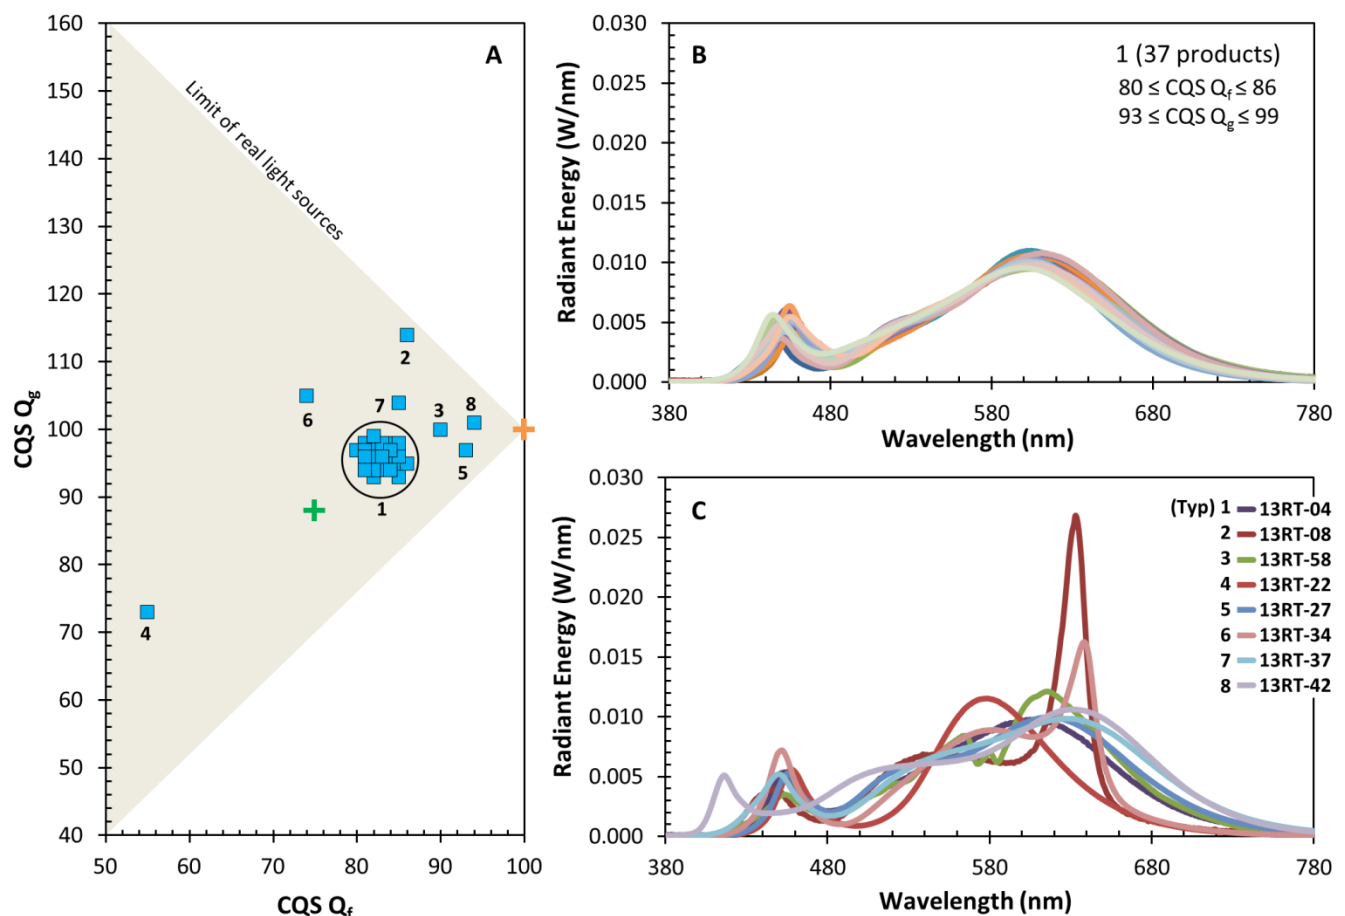 A
Limit of real light sources
160
150
140
130
120
110
100
90
80
70
60
50
40
CQS Qg
2
6
7
3
8
5
1
4
50
60
70
80
90
100
CQS Qf
B
1 (37 products)
80 ≤ CQS Qf ≤ 86
93 ≤ CQS Qg ≤ 99
Radiant Energy (W/nm)
0.030
0.025
0.020
0.015
0.010
0.005
0.000
380
480
580
680
780
Wavelength (nm)
C
(Typ) 1 13RT-04
2 13RT-08
3 13RT-58
4 13RT-22
5 13RT-27
6 13RT-34
7 13RT-37
8 13RT-42
Radiant Energy (W/nm)
0.030
0.025
0.020
0.015
0.010
0.005
0.000
380
480
580
680
780
Wavelength (nm)